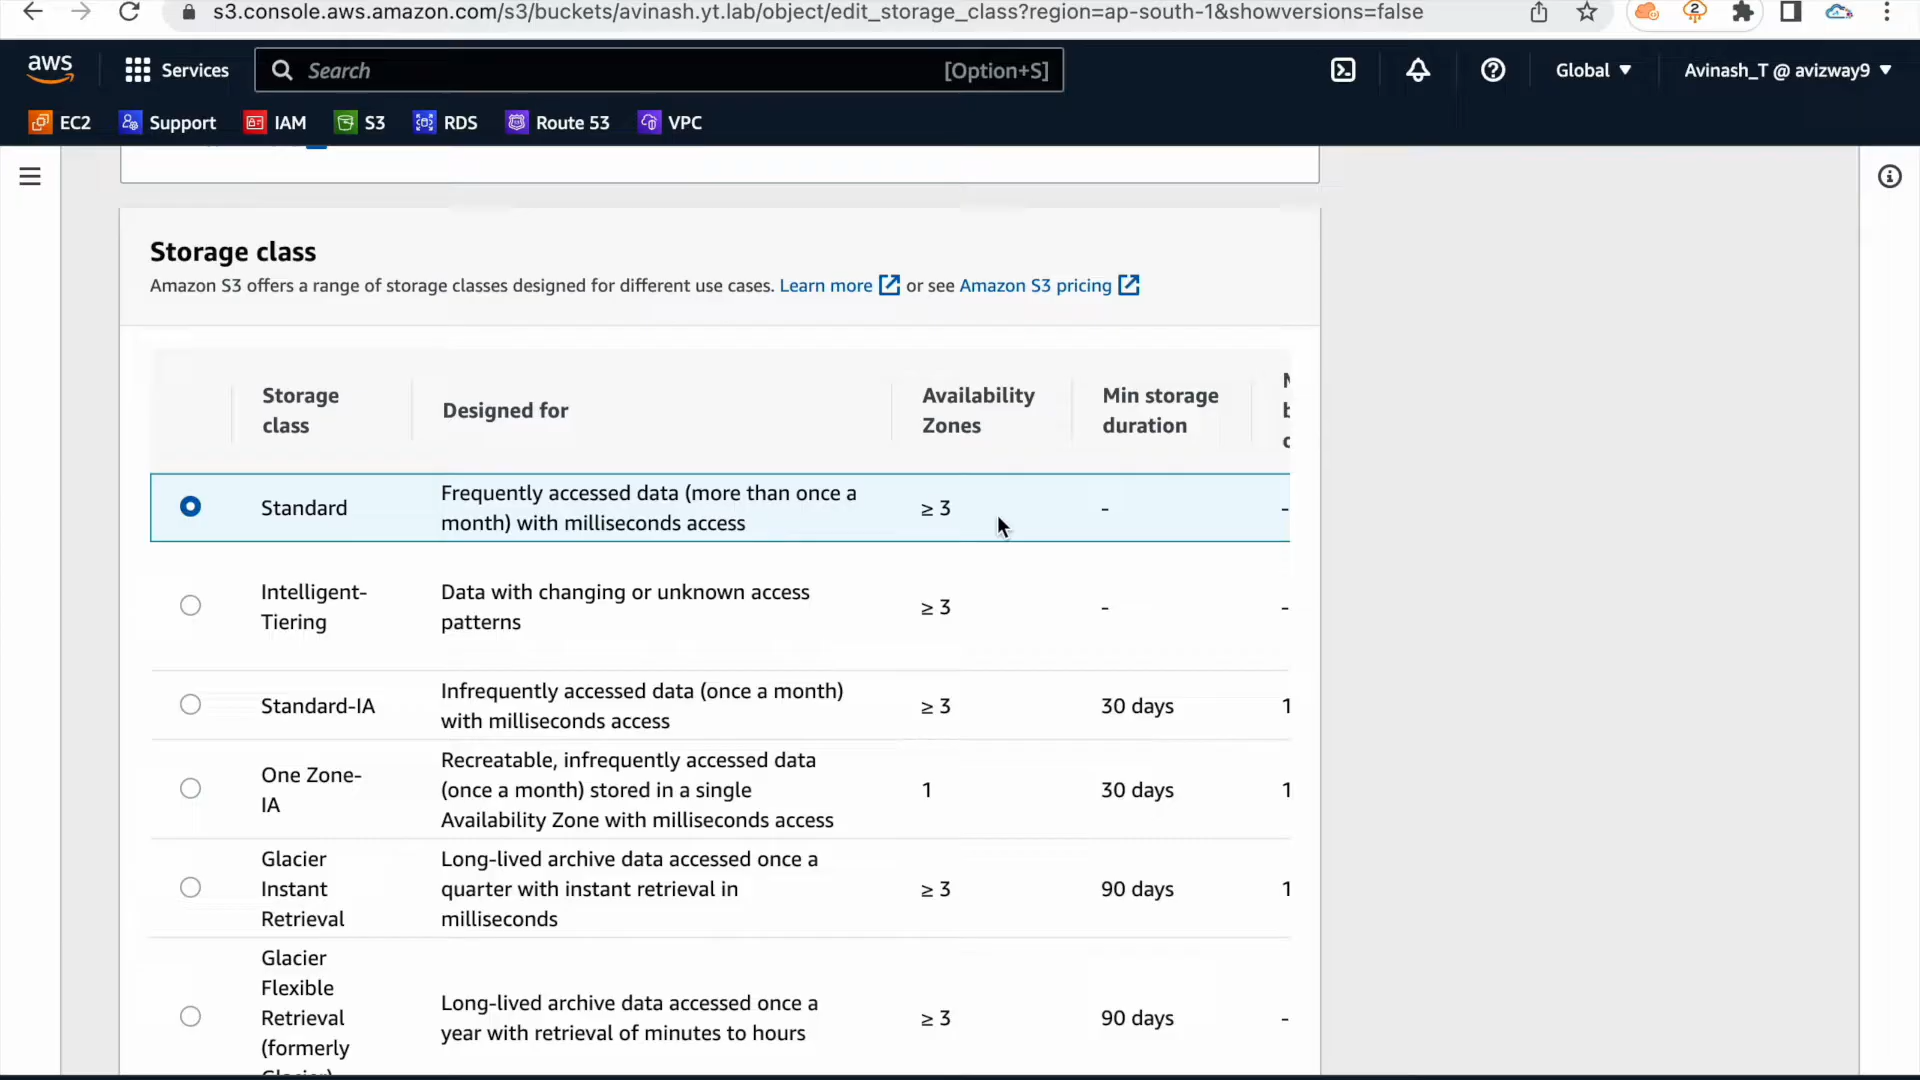 s3.console.aws.amazon.com/s3/buckets/avinash.yt.lab/object/edit_storage_class?region=ap-south-1&showversions=false
2
aws
Services
Search
[Option+S]
Global
Avinash_T @ avizway9
EC2
Support
IAM
S3
RDS
Route 53
VPC
Storage class
Amazon S3 offers a range of storage classes designed for different use cases. Learn more or see Amazon S3 pricing
Storage
class
Designed for
Availability
Zones
Min storage
duration
Standard
Frequently accessed data (more than once a
month) with milliseconds access
≥ 3
-
-
Intelligent-
Tiering
Data with changing or unknown access
patterns
≥ 3
-
-
Standard-IA
Infrequently accessed data (once a month)
with milliseconds access
≥ 3
30 days
1
One Zone-
IA
Recreatable, infrequently accessed data
(once a month) stored in a single
Availability Zone with milliseconds access
1
30 days
1
Glacier
Instant
Retrieval
Long-lived archive data accessed once a
quarter with instant retrieval in
milliseconds
≥ 3
90 days
1
Glacier
Flexible
Retrieval
(formerly
Long-lived archive data accessed once a
year with retrieval of minutes to hours
≥ 3
90 days
-